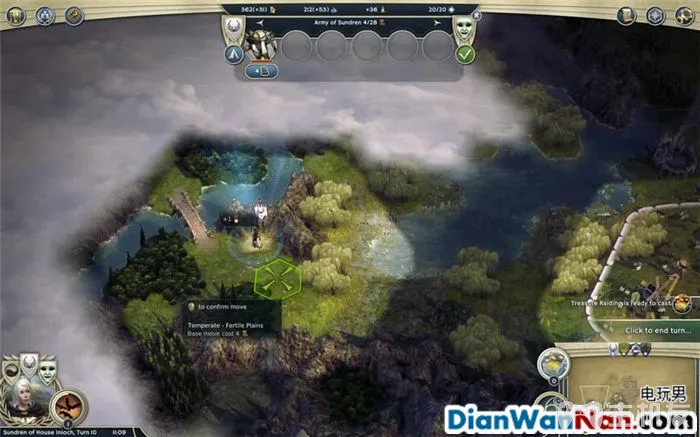 362(+31) 212(+53) +36 20/20
Army of Sundren 4/28
4
to confirm move
Temperate - Fertile Plains
Base move cost 4
Treasure Raiding is ready to cast
Click to end turn...
Sundren of House Inioch, Turn 10 11:09
电玩男
DianWanNan.com